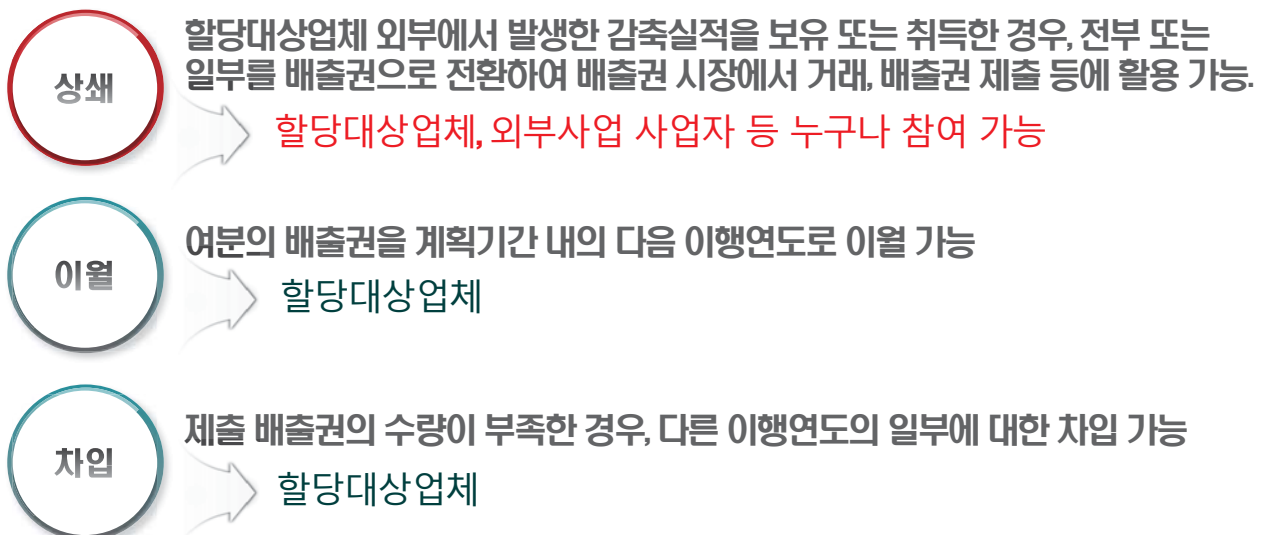 상쇄
할당대상업체 외부에서 발생한 감축실적을 보유 또는 취득한 경우, 전부 또는
일부를 배출권으로 전환하여 배출권 시장에서 거래, 배출권 제출 등에 활용 가능.
할당대상업체, 외부사업 사업자 등 누구나 참여 가능
이월
여분의 배출권을 계획기간 내의 다음 이행연도로 이월 가능
할당대상업체
차입
제출 배출권의 수량이 부족한 경우, 다른 이행연도의 일부에 대한 차입 가능
할당대상업체